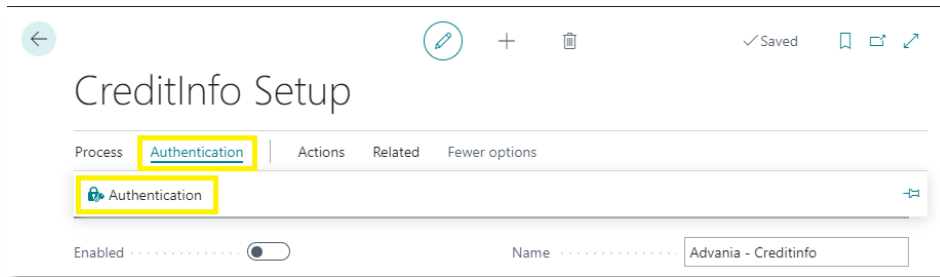 Saved
CreditInfo Setup
Process Authentication Actions Related Fewer options
Authentication
Enabled Name Advania - Creditinfo